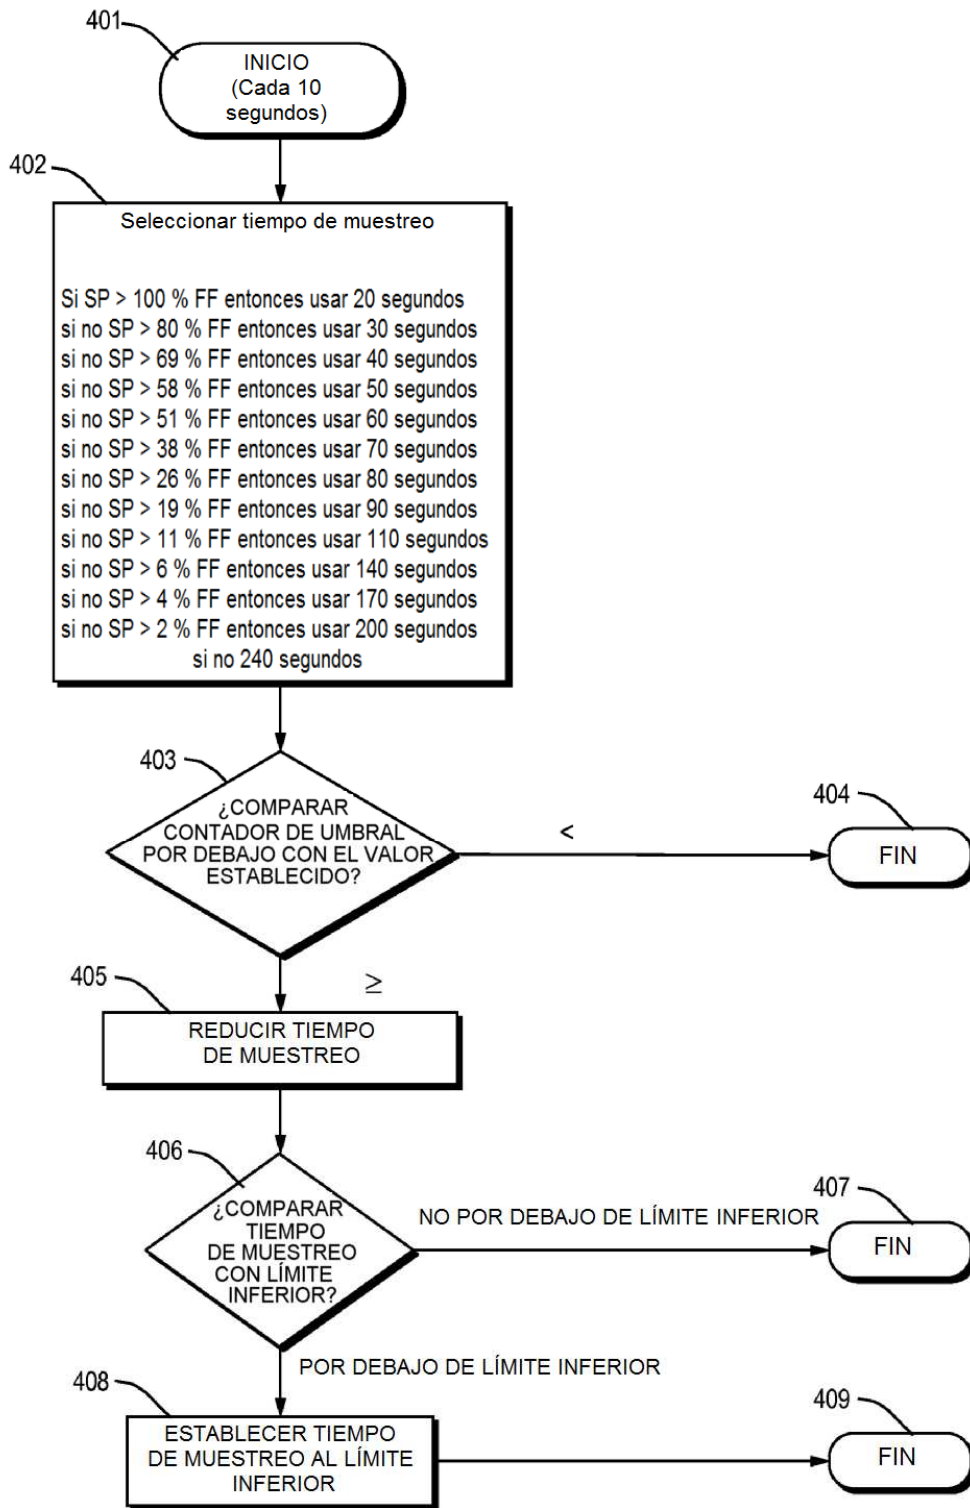 401
INICIO
(Cada 10
segundos)
402
Seleccionar tiempo de muestreo
Si SP > 100 % FF entonces usar 20 segundos
si no SP > 80 % FF entonces usar 30 segundos
si no SP > 69 % FF entonces usar 40 segundos
si no SP > 58 % FF entonces usar 50 segundos
si no SP > 51 % FF entonces usar 60 segundos
si no SP > 38 % FF entonces usar 70 segundos
si no SP > 26 % FF entonces usar 80 segundos
si no SP > 19 % FF entonces usar 90 segundos
si no SP > 11 % FF entonces usar 110 segundos
si no SP > 6 % FF entonces usar 140 segundos
si no SP > 4 % FF entonces usar 170 segundos
si no SP > 2 % FF entonces usar 200 segundos
si no 240 segundos
403
¿COMPARAR
CONTADOR DE UMBRAL
POR DEBAJO CON EL VALOR
ESTABLECIDO?
<
404
FIN
≥
405
REDUCIR TIEMPO
DE MUESTREO
406
¿COMPARAR
TIEMPO
DE MUESTREO
CON LÍMITE
INFERIOR?
NO POR DEBAJO DE LÍMITE INFERIOR
407
FIN
POR DEBAJO DE LÍMITE INFERIOR
408
ESTABLECER TIEMPO
DE MUESTREO AL LÍMITE
INFERIOR
409
FIN